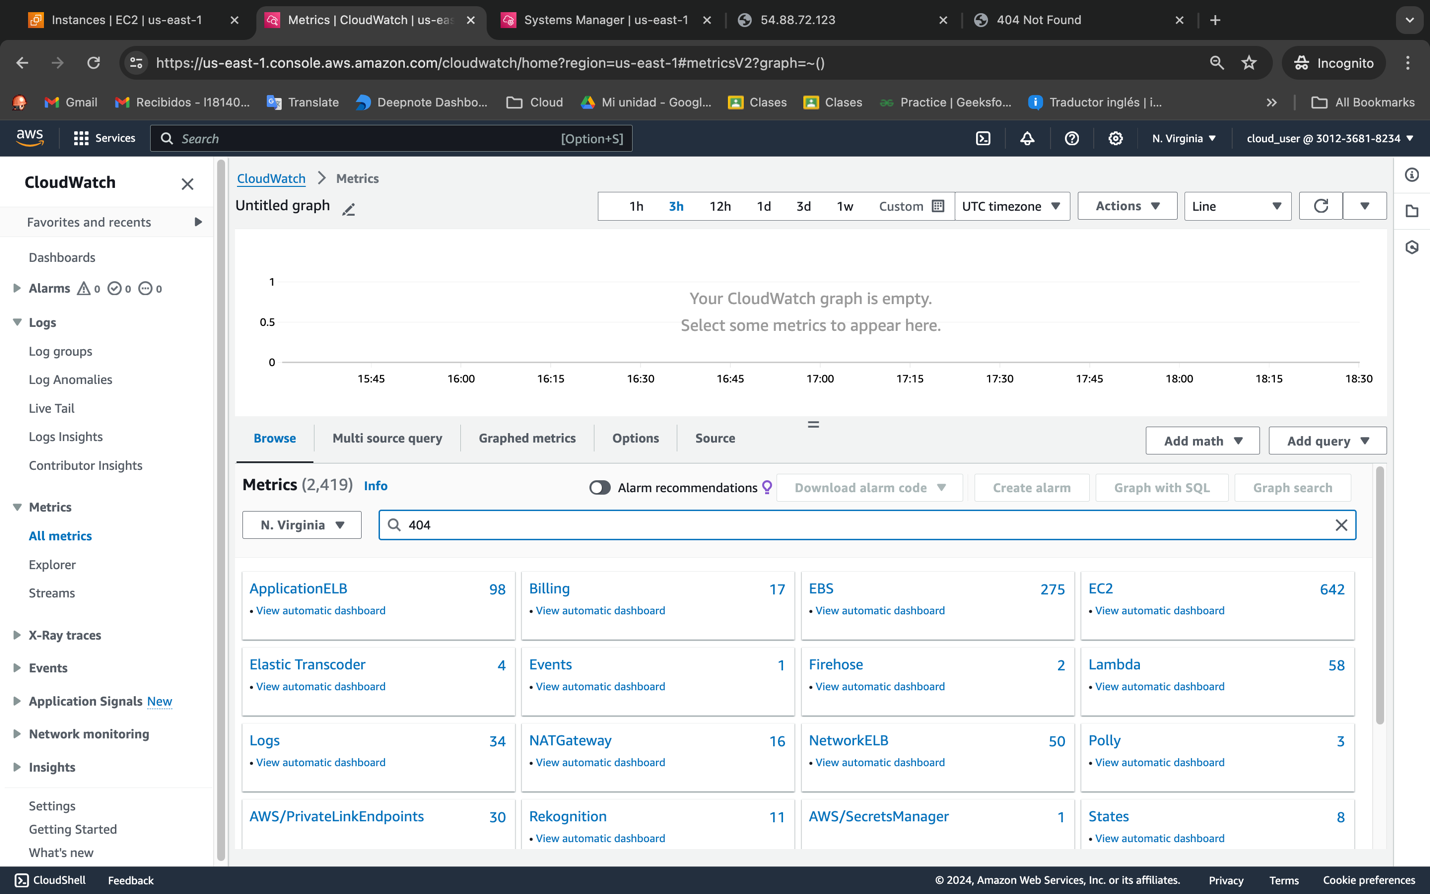 Instances | EC2 | us-east-1
Metrics | CloudWatch | us-eas
Systems Manager | us-east-1
54.88.72.123
404 Not Found
https://us-east-1.console.aws.amazon.com/cloudwatch/home?region=us-east-1#metricsV2?graph=~()
Incognito
Gmail
Recibidos - l18140...
Translate
Deepnote Dashbo...
Cloud
Mi unidad - Googl...
Clases
Clases
Practice | Geeksfo...
Traductor inglés | i...
All Bookmarks
aws
Services
Search
[Option+S]
N. Virginia
cloud_user @ 3012-3681-8234
CloudWatch
Favorites and recents
Dashboards
Alarms 0 0 0
Logs
Log groups
Log Anomalies
Live Tail
Logs Insights
Contributor Insights
Metrics
All metrics
Explorer
Streams
X-Ray traces
Events
Application Signals New
Network monitoring
Insights
Settings
Getting Started
What's new
CloudWatch > Metrics
Untitled graph
1h 3h 12h 1d 3d 1w Custom
UTC timezone
Actions
Line
1
Your CloudWatch graph is empty.
0.5
Select some metrics to appear here.
0
15:45 16:00 16:15 16:30 16:45 17:00 17:15 17:30 17:45 18:00 18:15 18:30
Browse
Multi source query
Graphed metrics
Options
Source
Add math
Add query
Metrics (2,419) Info
Alarm recommendations
Download alarm code
Create alarm
Graph with SQL
Graph search
N. Virginia
404
ApplicationELB 98
• View automatic dashboard
Billing 17
• View automatic dashboard
EBS 275
• View automatic dashboard
EC2 642
• View automatic dashboard
Elastic Transcoder 4
• View automatic dashboard
Events 1
• View automatic dashboard
Firehose 2
• View automatic dashboard
Lambda 58
• View automatic dashboard
Logs 34
• View automatic dashboard
NATGateway 16
• View automatic dashboard
NetworkELB 50
• View automatic dashboard
Polly 3
• View automatic dashboard
AWS/PrivateLinkEndpoints 30
Rekognition 11
• View automatic dashboard
AWS/SecretsManager 1
States 8
• View automatic dashboard
CloudShell
Feedback
© 2024, Amazon Web Services, Inc. or its affiliates.
Privacy
Terms
Cookie preferences